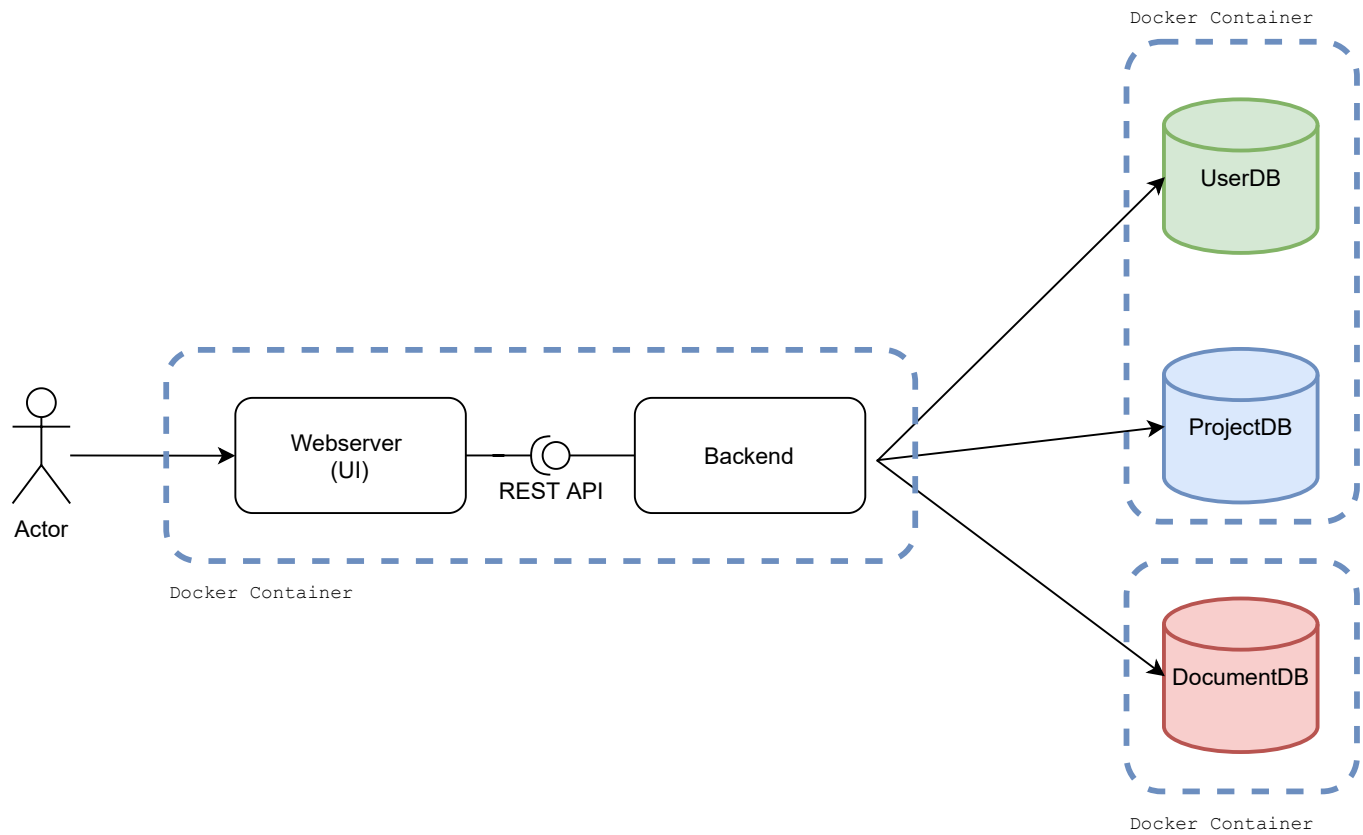 Docker Container
UserDB
ProjectDB
Webserver
(UI)
REST API
Backend
Actor
Docker Container
DocumentDB
Docker Container